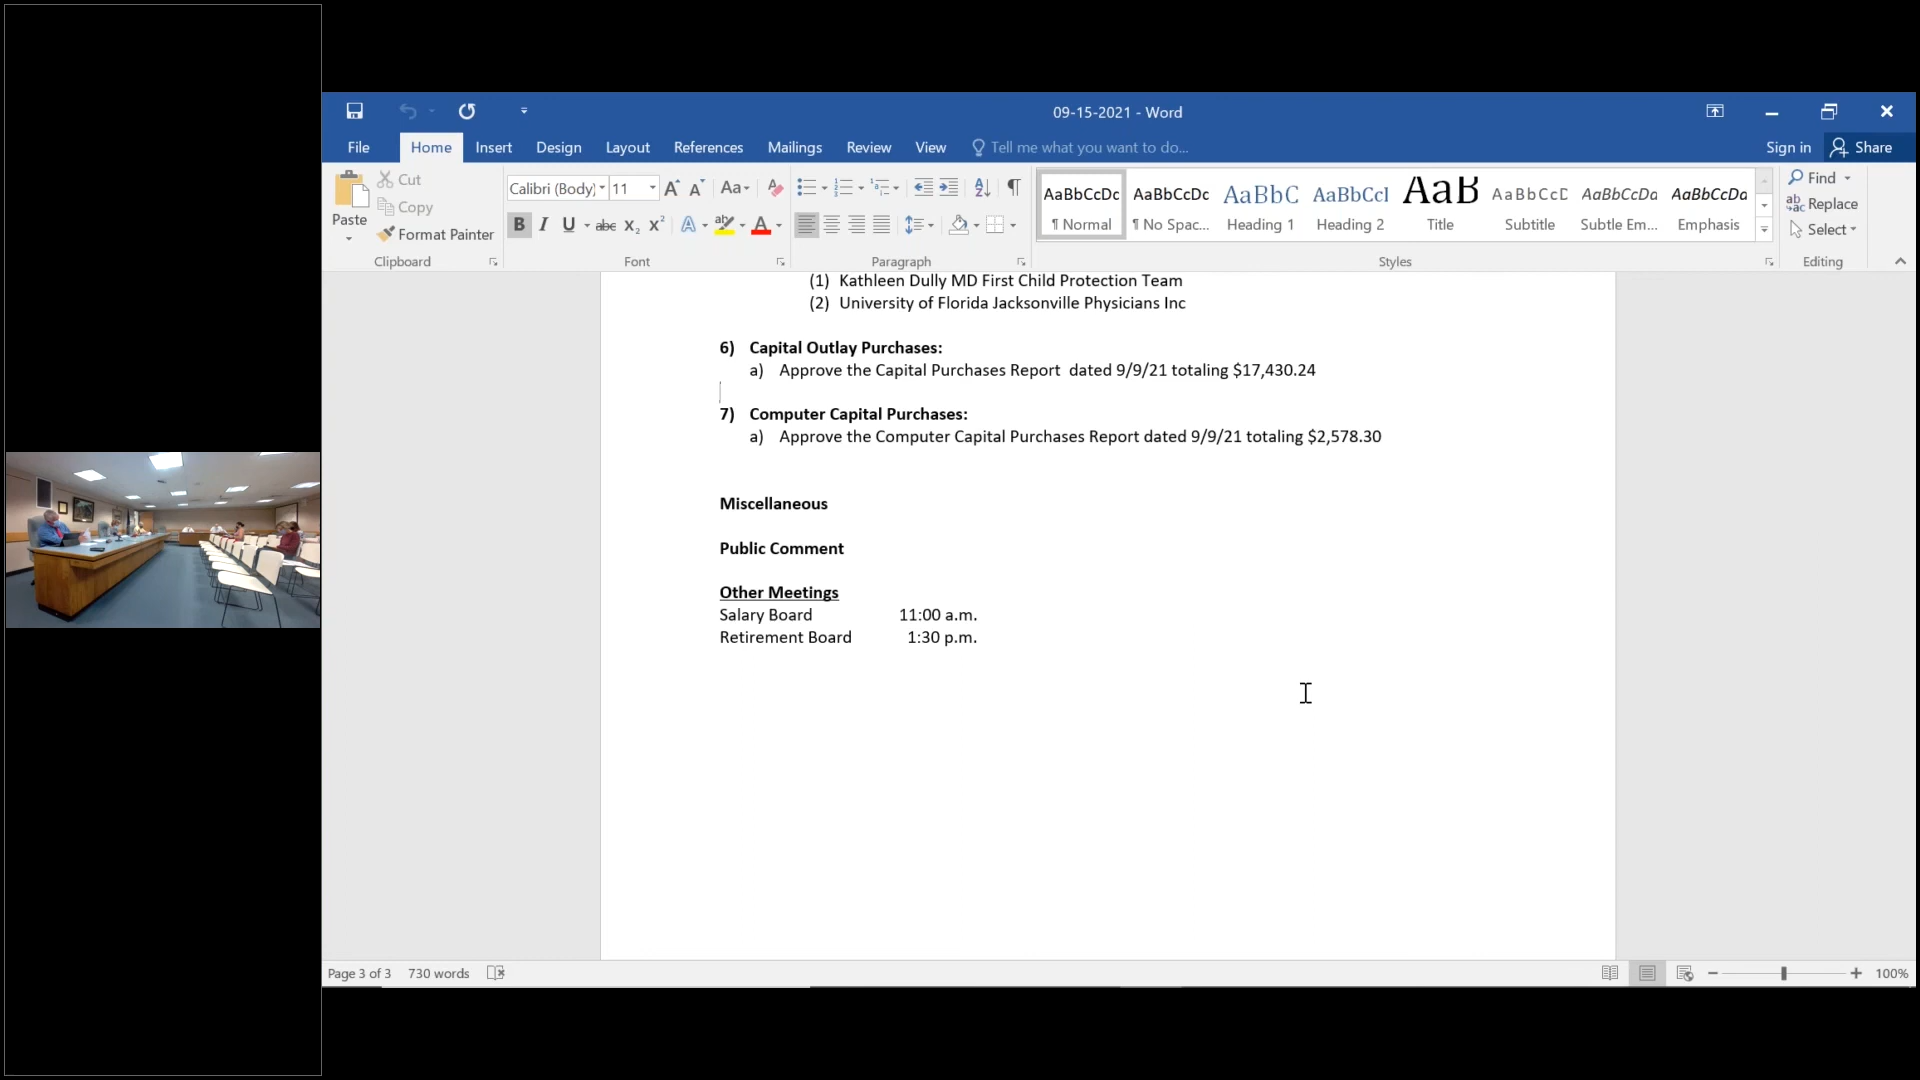 09-15-2021 - Word
File Home Insert Design Layout References Mailings Review View Tell me what you want to do... Sign in Share
Paste
Cut
Copy
Format Painter
Clipboard
Calibri (Body) 11
Font
Paragraph
AaBbCcDc AaBbCcDc AaBbC AaBbCcI AaB AaBbCcD AaBbCcDa AaBbCcDa
¶ Normal ¶ No Spac... Heading 1 Heading 2 Title Subtitle Subtle Em... Emphasis
Styles
Find
Replace
Select
Editing
(1) Kathleen Dully MD First Child Protection Team
(2) University of Florida Jacksonville Physicians Inc
6) Capital Outlay Purchases:
a) Approve the Capital Purchases Report dated 9/9/21 totaling $17,430.24
7) Computer Capital Purchases:
a) Approve the Computer Capital Purchases Report dated 9/9/21 totaling $2,578.30
Miscellaneous
Public Comment
Other Meetings
Salary Board 11:00 a.m.
Retirement Board 1:30 p.m.
Page 3 of 3 730 words 100%